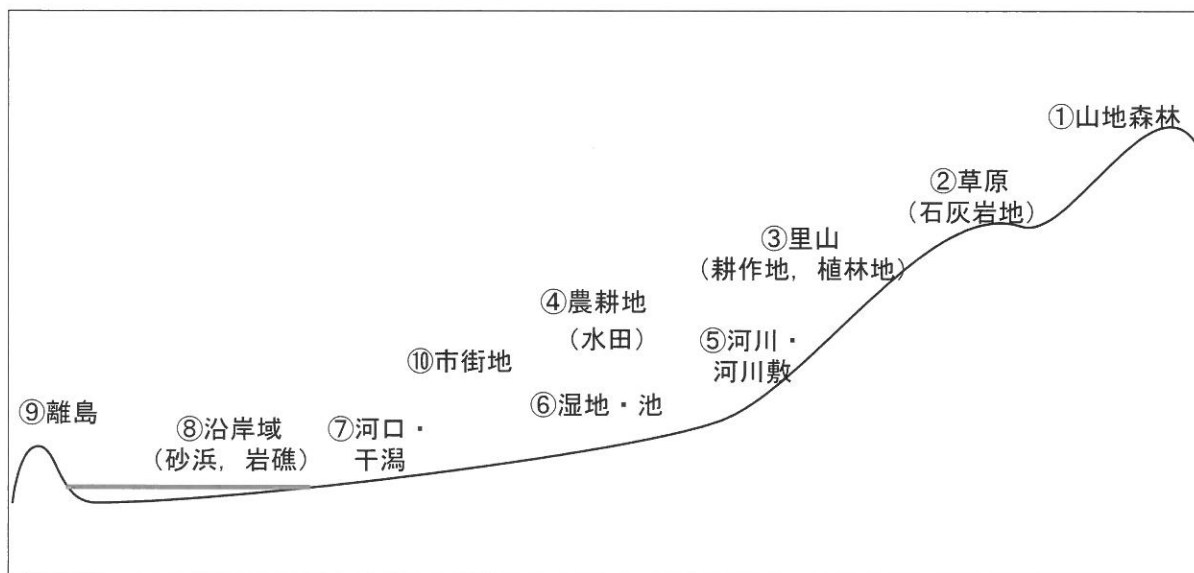 ①山地森林
②草原
（石灰岩地）
③里山
（耕作地，植林地）
④農耕地
（水田）
⑤河川・
河川敷
⑩市街地
⑥湿地・池
⑨離島
⑧沿岸域
（砂浜，岩礁）
⑦河口・
干潟